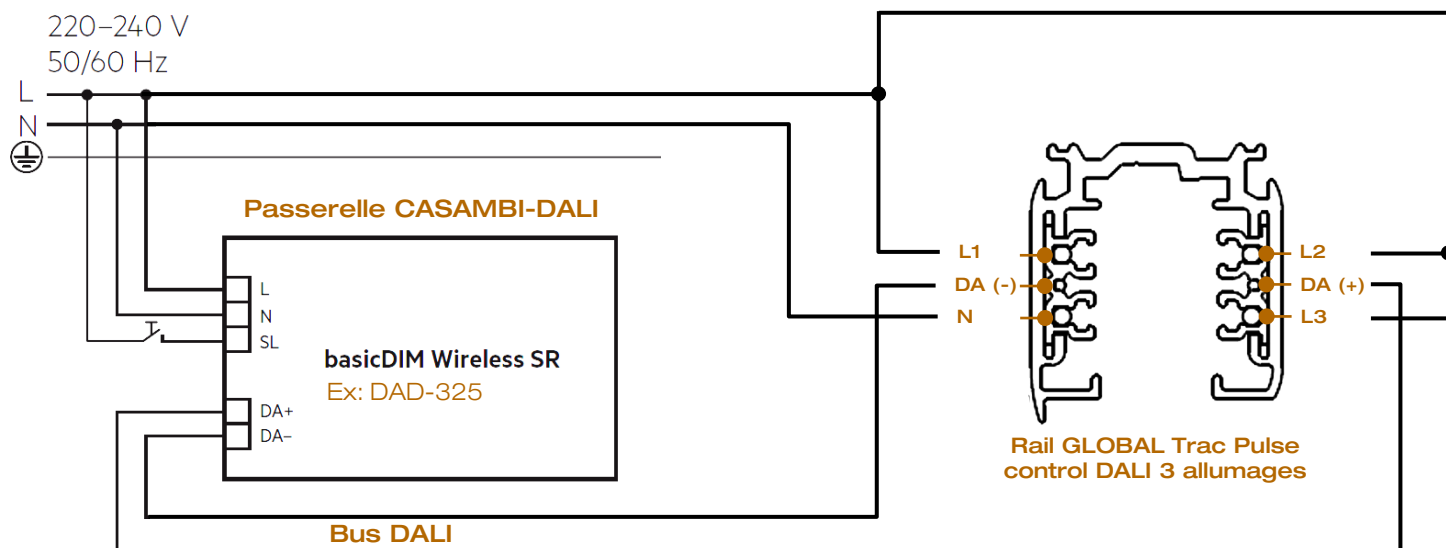 220–240 V
50/60 Hz
L
N
Passerelle CASAMBI-DALI
L
N
SL
basicDIM Wireless SR
Ex: DAD-325
DA+
DA–
Bus DALI
L1
DA (-)
N
L2
DA (+)
L3
Rail GLOBAL Trac Pulse
control DALI 3 allumages